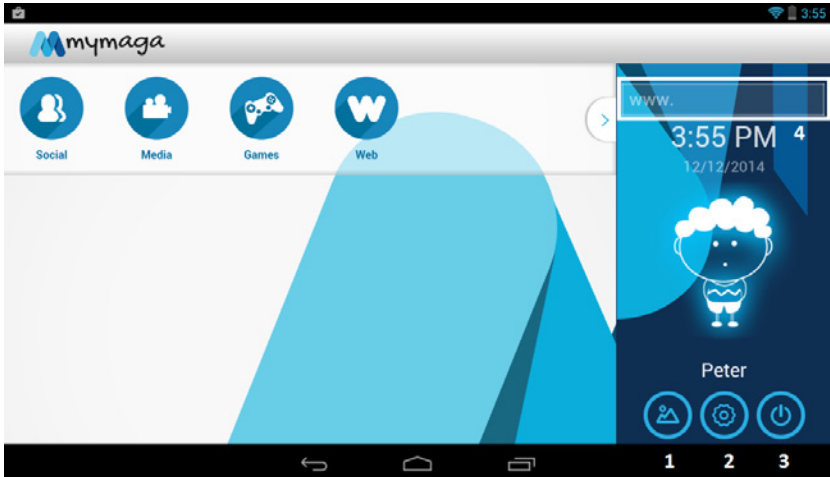 3:55
mymaga
Social
Media
Games
Web
www.
3:55 PM 4
12/12/2014
Peter
1 2 3